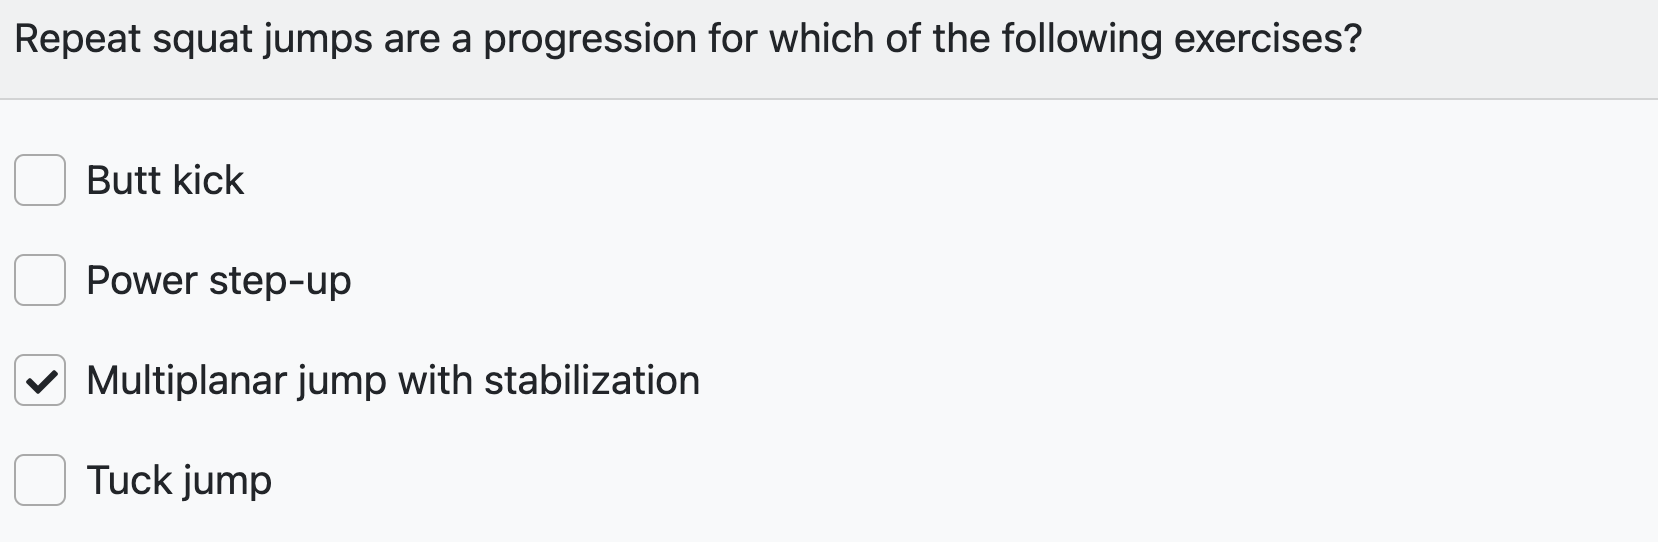 Repeat squat jumps are a progression for which of the following exercises?
Butt kick
Power step-up
Multiplanar jump with stabilization
Tuck jump